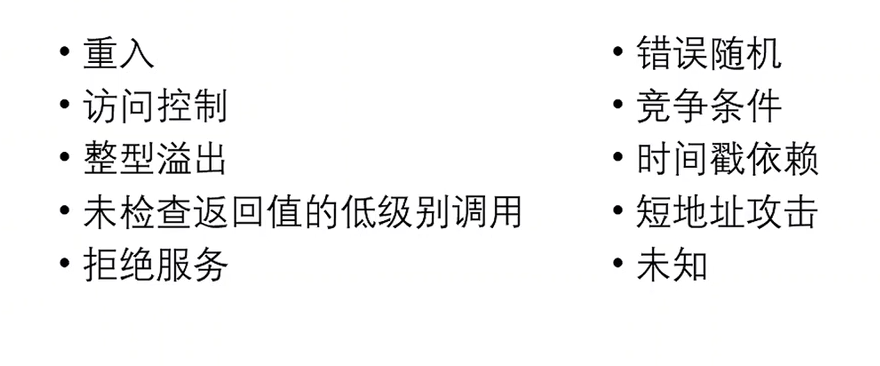 • 重入
• 访问控制
• 整型溢出
• 未检查返回值的低级别调用
• 拒绝服务
• 错误随机
• 竞争条件
• 时间戳依赖
• 短地址攻击
• 未知